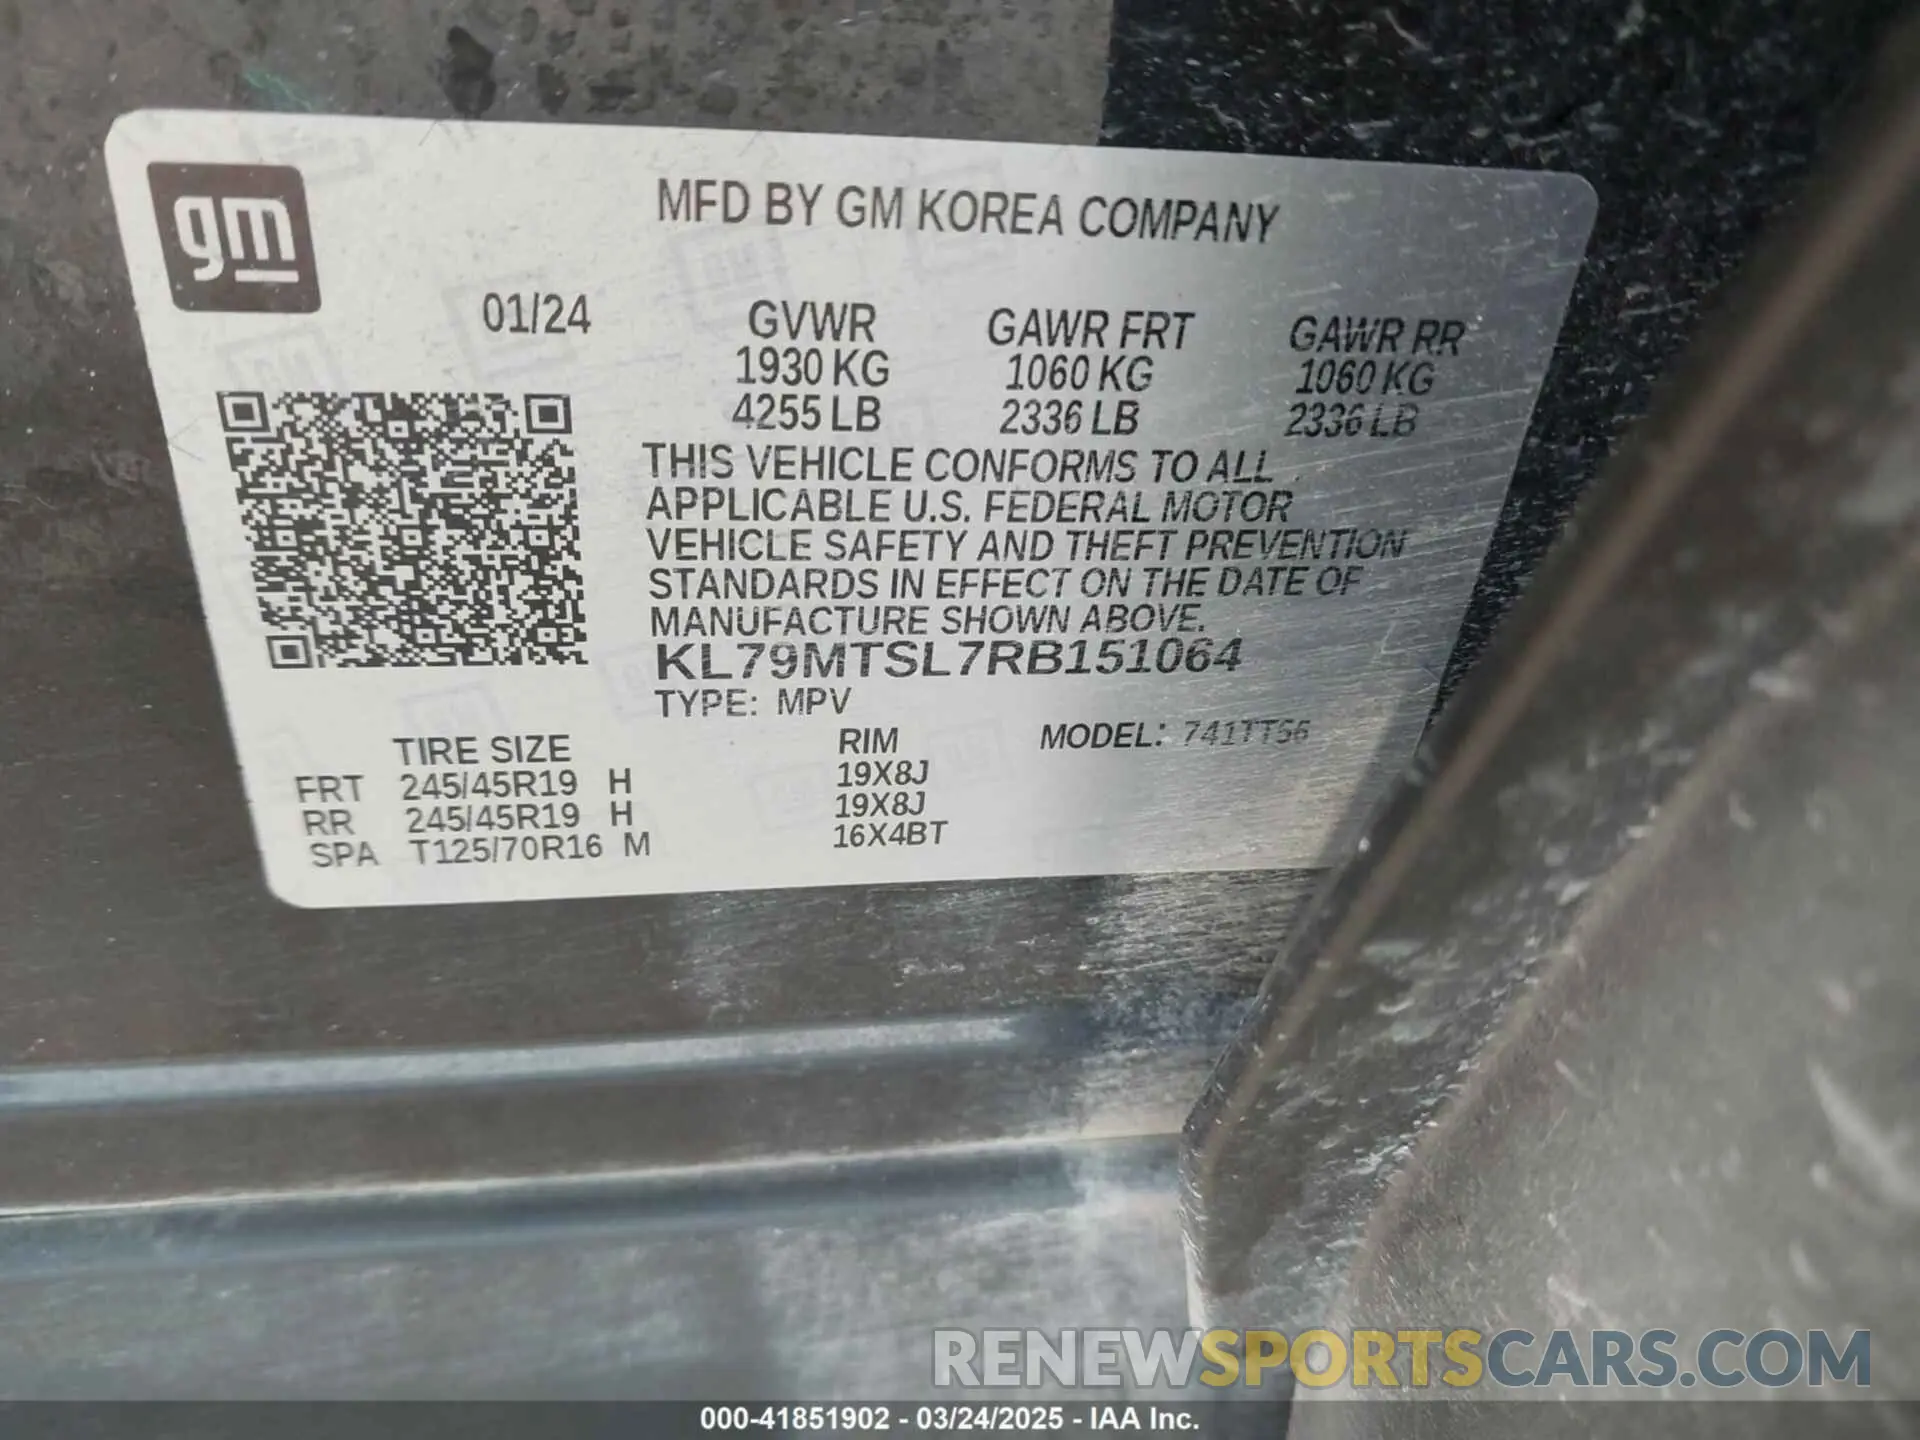 gm
MFD BY GM KOREA COMPANY
01/24
GVWR GAWR FRT GAWR RR
1930 KG 1060 KG 1060 KG
4255 LB 2336 LB 2336 LB
THIS VEHICLE CONFORMS TO ALL
APPLICABLE U.S. FEDERAL MOTOR
VEHICLE SAFETY AND THEFT PREVENTION
STANDARDS IN EFFECT ON THE DATE OF
MANUFACTURE SHOWN ABOVE.
KL79MTSL7RB151064
TYPE: MPV
TIRE SIZE RIM MODEL: 741TT56
FRT 245/45R19 H 19X8J
RR 245/45R19 H 19X8J
SPA T125/70R16 M 16X4BT
RENEWSPORTSCARS.COM
000-41851902 - 03/24/2025 - IAA Inc.